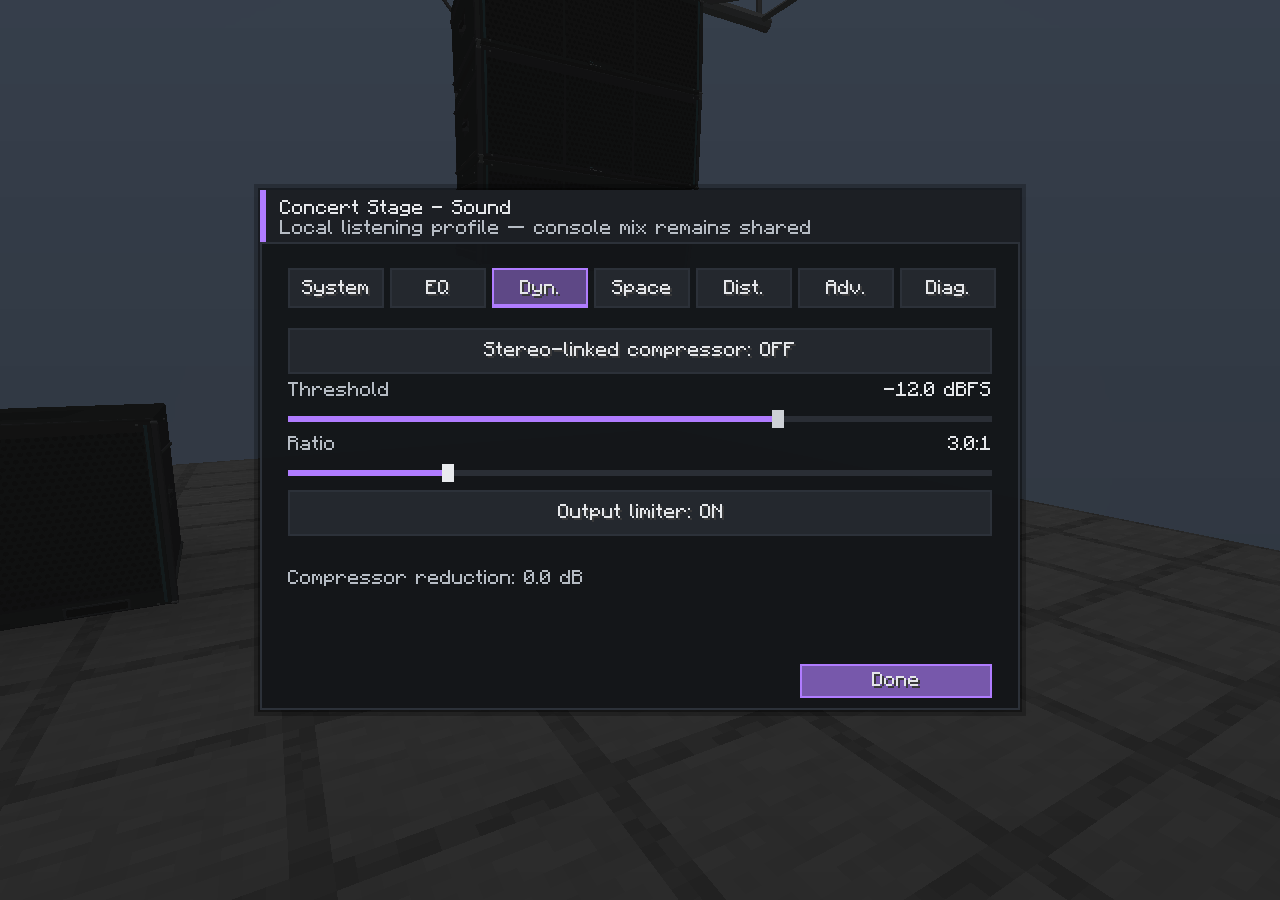 Concert Stage - Sound
Local listening profile — console mix remains shared
System EQ Dyn. Space Dist. Adv. Diag.
Stereo-linked compressor: OFF
Threshold -12.0 dBFS
Ratio 3.0:1
Output limiter: ON
Compressor reduction: 0.0 dB
Done